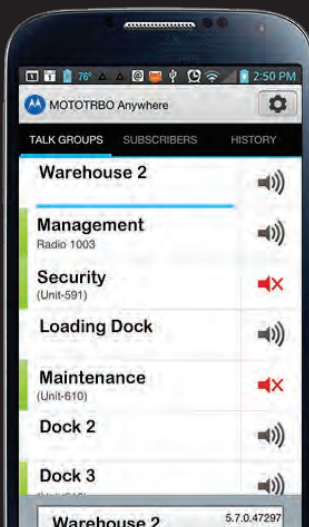 76°
2:50 PM
MOTOTRBO Anywhere
TALK GROUPS SUBSCRIBERS HISTORY
Warehouse 2
Management
Radio 1003
Security
(Unit-591)
Loading Dock
Maintenance
(Unit-610)
Dock 2
Dock 3
Warehouse 2
5.7.0.47297